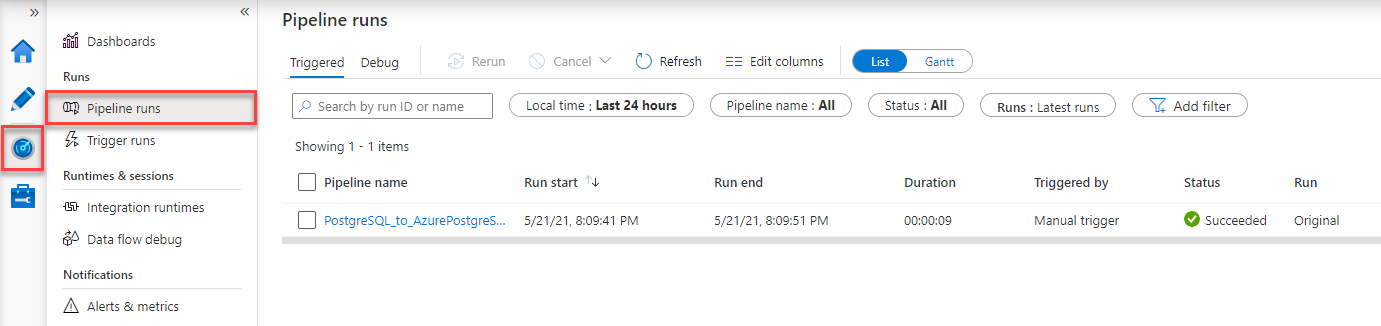 »
«
Dashboards
Runs
Pipeline runs
Trigger runs
Runtimes & sessions
Integration runtimes
Data flow debug
Notifications
Alerts & metrics
Pipeline runs
Triggered Debug Rerun Cancel Refresh Edit columns List Gantt
Search by run ID or name Local time : Last 24 hours Pipeline name : All Status : All Runs : Latest runs Add filter
Showing 1 - 1 items
Pipeline name Run start ↑↓ Run end Duration Triggered by Status Run
PostgreSQL_to_AzurePostgreS... 5/21/21, 8:09:41 PM 5/21/21, 8:09:51 PM 00:00:09 Manual trigger Succeeded Original